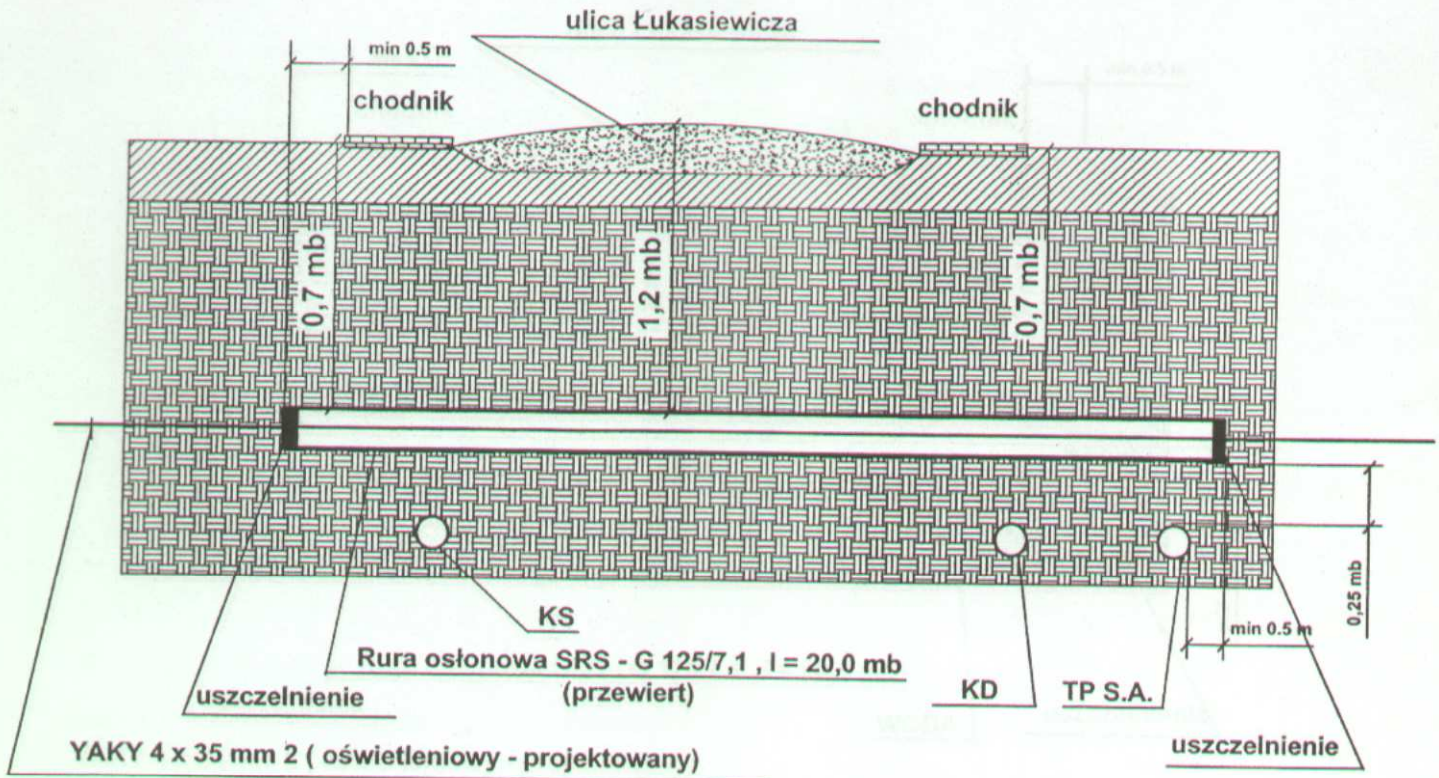 ulica Łukasiewicza
min 0.5 m
chodnik
chodnik
0,7 mb
1,2 mb
0,7 mb
KS
Rura osłonowa SRS - G 125/7,1 , l = 20,0 mb
(przewiert)
uszczelnienie
KD
TP S.A.
min 0.5 m
0,25 mb
uszczelnienie
YAKY 4 x 35 mm 2 ( oświetleniowy - projektowany)